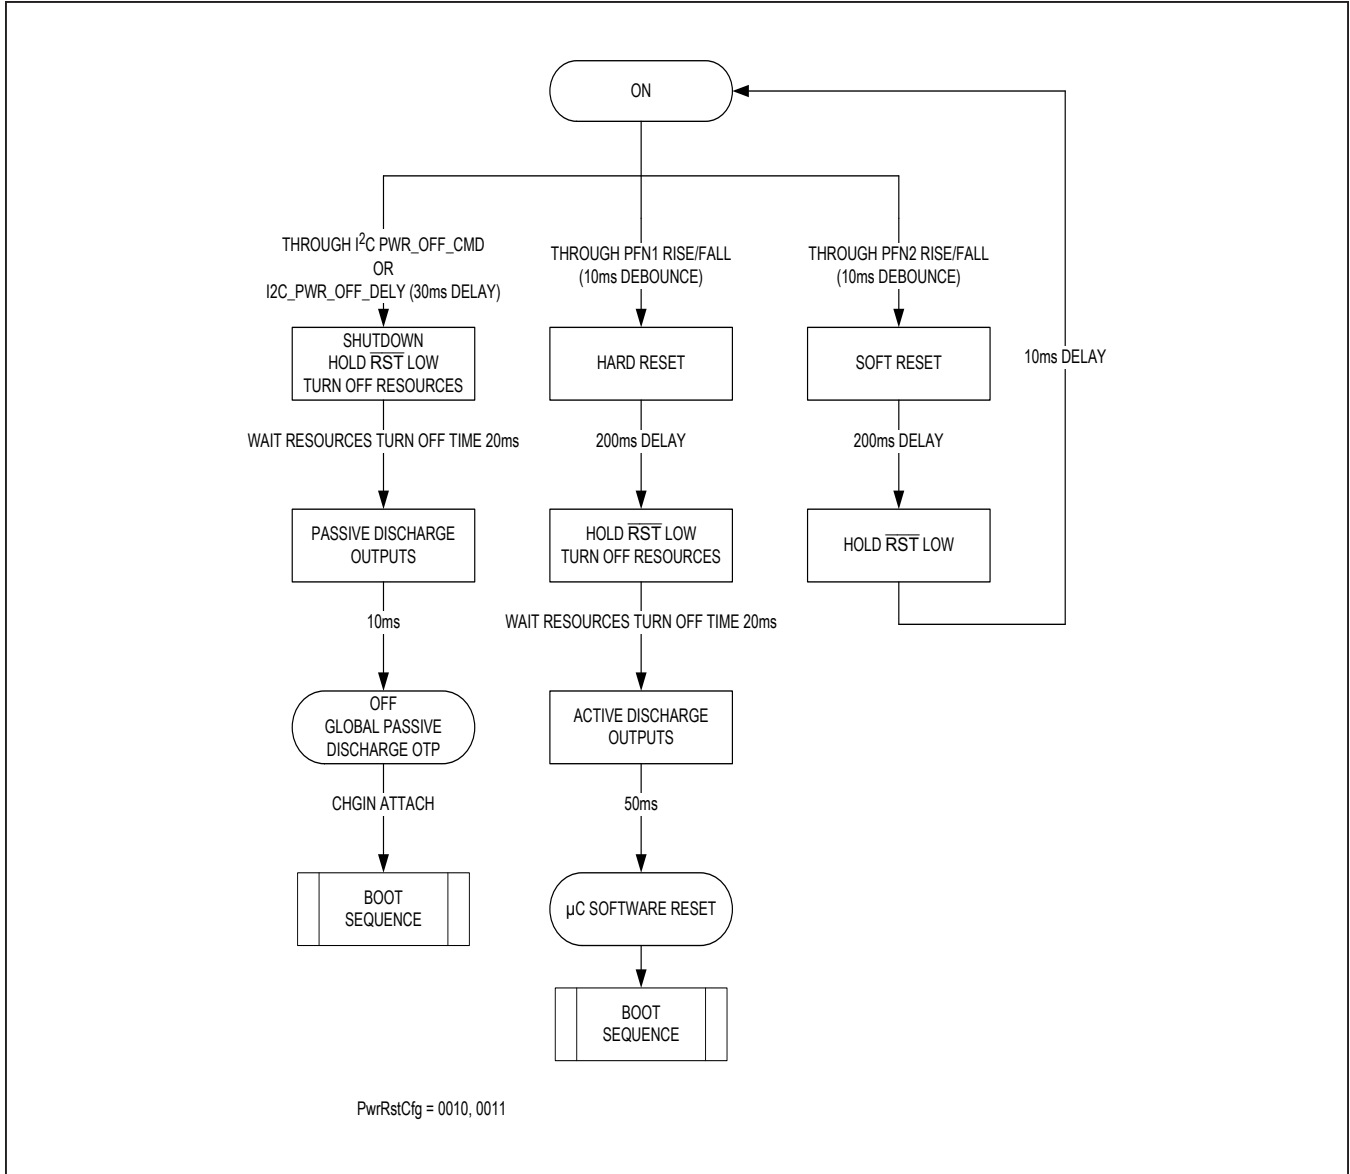 ON
THROUGH I²C PWR_OFF_CMD
OR
I2C_PWR_OFF_DELY (30ms DELAY)
SHUTDOWN
HOLD R̅S̅T̅ LOW
TURN OFF RESOURCES
WAIT RESOURCES TURN OFF TIME 20ms
PASSIVE DISCHARGE
OUTPUTS
10ms
OFF
GLOBAL PASSIVE
DISCHARGE OTP
CHGIN ATTACH
BOOT
SEQUENCE
THROUGH PFN1 RISE/FALL
(10ms DEBOUNCE)
HARD RESET
200ms DELAY
HOLD R̅S̅T̅ LOW
TURN OFF RESOURCES
WAIT RESOURCES TURN OFF TIME 20ms
ACTIVE DISCHARGE
OUTPUTS
50ms
µC SOFTWARE RESET
BOOT
SEQUENCE
THROUGH PFN2 RISE/FALL
(10ms DEBOUNCE)
SOFT RESET
200ms DELAY
HOLD R̅S̅T̅ LOW
10ms DELAY
PwrRstCfg = 0010, 0011